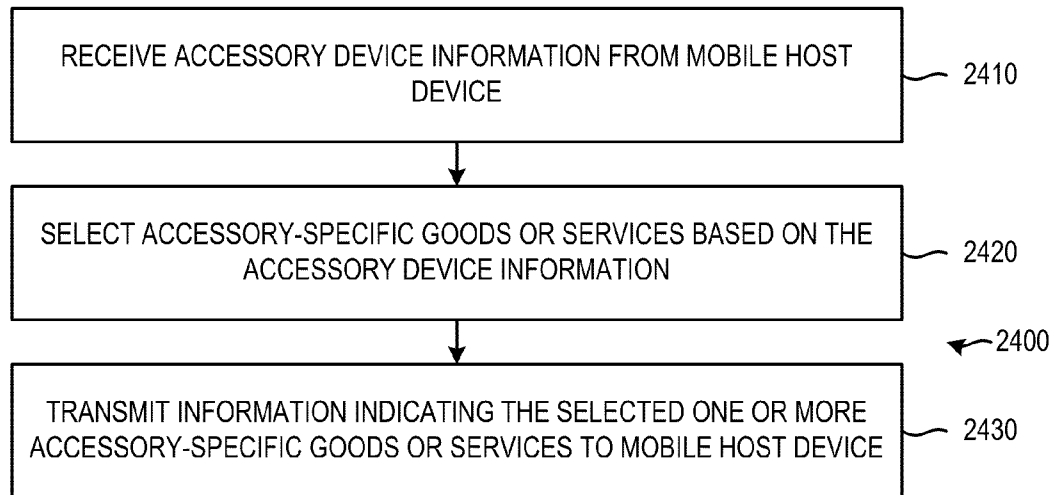 RECEIVE ACCESSORY DEVICE INFORMATION FROM MOBILE HOST
DEVICE
2410
SELECT ACCESSORY-SPECIFIC GOODS OR SERVICES BASED ON THE
ACCESSORY DEVICE INFORMATION
2420
2400
TRANSMIT INFORMATION INDICATING THE SELECTED ONE OR MORE
ACCESSORY-SPECIFIC GOODS OR SERVICES TO MOBILE HOST DEVICE
2430